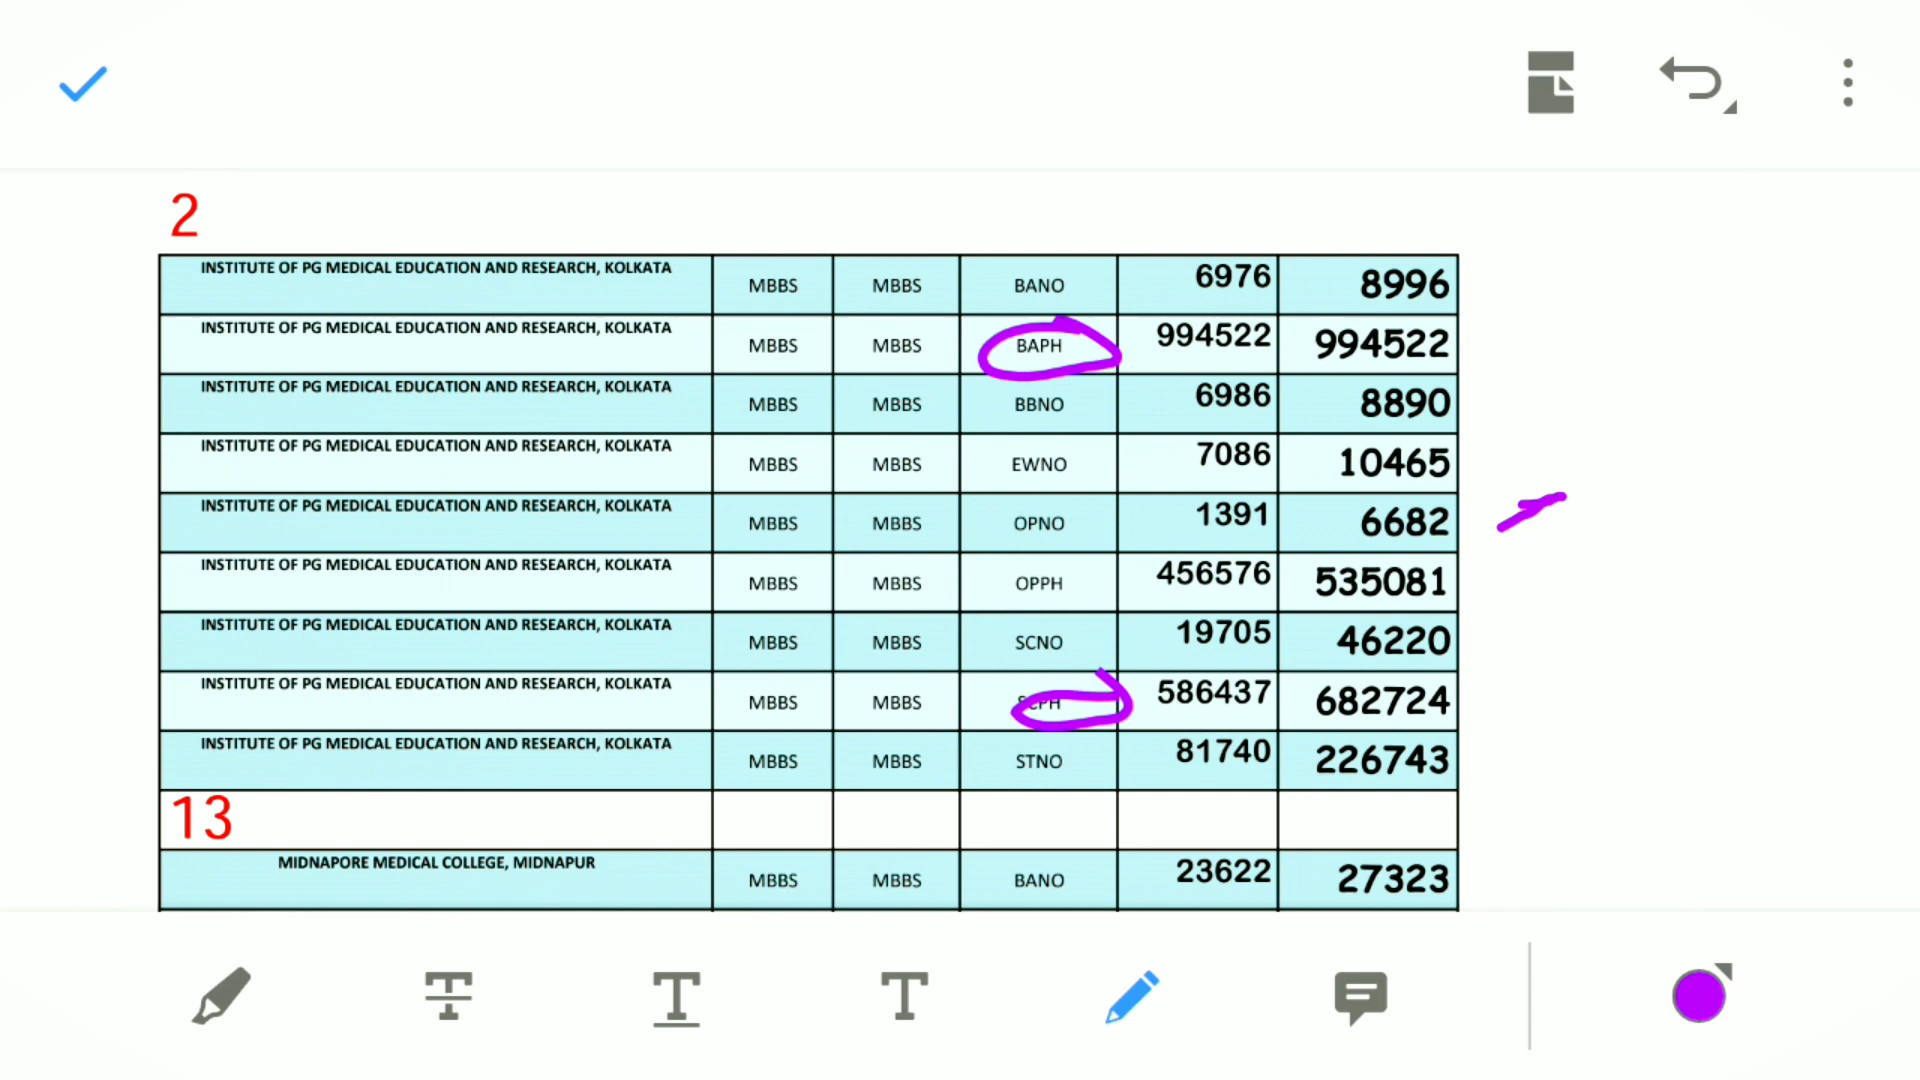 2
INSTITUTE OF PG MEDICAL EDUCATION AND RESEARCH, KOLKATA MBBS MBBS BANO 6976 8996
INSTITUTE OF PG MEDICAL EDUCATION AND RESEARCH, KOLKATA MBBS MBBS BAPH 994522 994522
INSTITUTE OF PG MEDICAL EDUCATION AND RESEARCH, KOLKATA MBBS MBBS BBNO 6986 8890
INSTITUTE OF PG MEDICAL EDUCATION AND RESEARCH, KOLKATA MBBS MBBS EWNO 7086 10465
INSTITUTE OF PG MEDICAL EDUCATION AND RESEARCH, KOLKATA MBBS MBBS OPNO 1391 6682
INSTITUTE OF PG MEDICAL EDUCATION AND RESEARCH, KOLKATA MBBS MBBS OPPH 456576 535081
INSTITUTE OF PG MEDICAL EDUCATION AND RESEARCH, KOLKATA MBBS MBBS SCNO 19705 46220
INSTITUTE OF PG MEDICAL EDUCATION AND RESEARCH, KOLKATA MBBS MBBS SCPH 586437 682724
INSTITUTE OF PG MEDICAL EDUCATION AND RESEARCH, KOLKATA MBBS MBBS STNO 81740 226743
13
MIDNAPORE MEDICAL COLLEGE, MIDNAPUR MBBS MBBS BANO 23622 27323